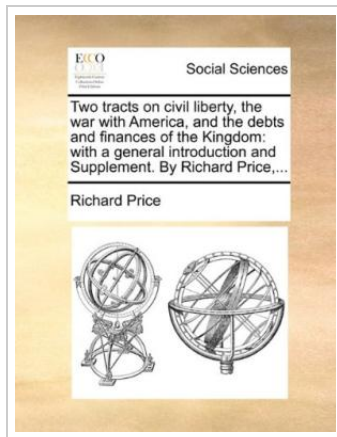 ECCO
Social Sciences
Two tracts on civil liberty, the
war with America, and the debts
and finances of the Kingdom:
with a general introduction and
Supplement. By Richard Price,...
Richard Price